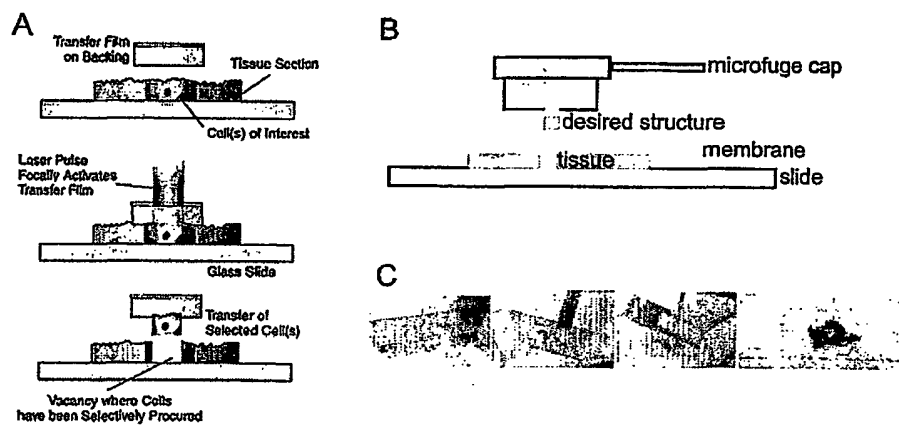 A
Transfer Film
on Backing
Tissue Section
Cell(s) of Interest
Laser Pulse
Focally Activates
Transfer Film
Glass Slide
Transfer of
Selected Cell(s)
Vacancy where Cells
have been Selectively Procured
B
microfuge cap
desired structure
membrane
tissue
slide
C